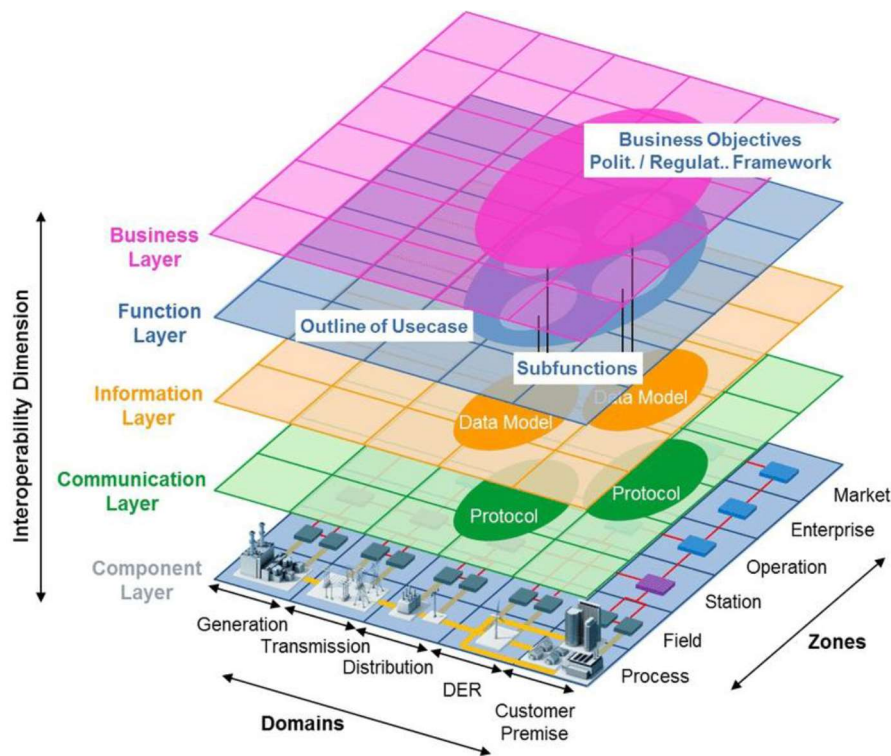 Business Objectives
Polit. / Regulat.. Framework
Interoperability Dimension
Business
Layer
Function
Layer
Outline of Usecase
Subfunctions
Information
Layer
Data Model
Data Model
Communication
Layer
Protocol
Protocol
Component
Layer
Market
Enterprise
Operation
Station
Field
Process
Zones
Generation
Transmission
Distribution
DER
Customer
Premise
Domains